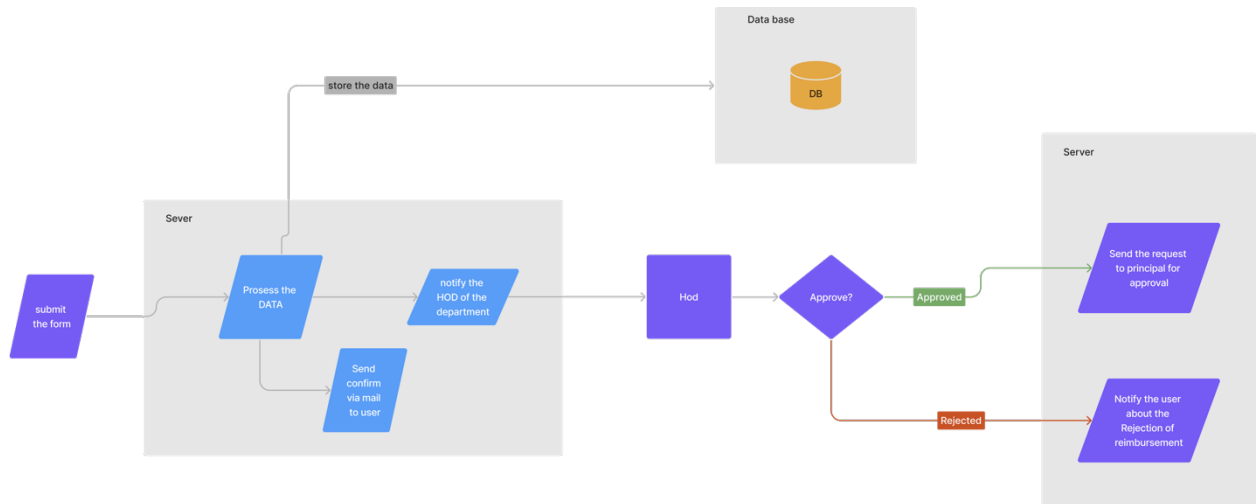 Data base
DB
store the data
Sever
submit
the form
Prosess the
DATA
notify the
HOD of the
department
Send
confirm
via mail
to user
Hod
Approve?
Approved
Rejected
Server
Send the request
to principal for
approval
Notify the user
about the
Rejection of
reimbursement